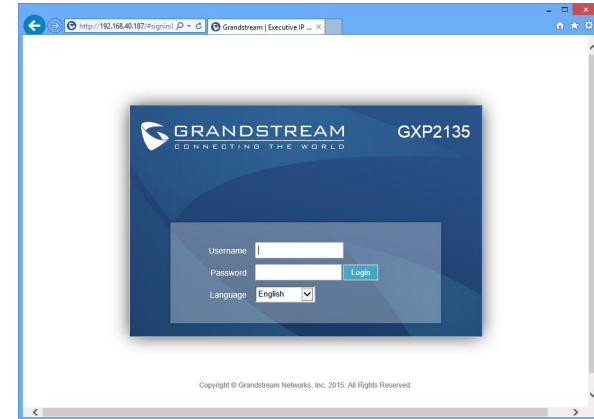 http://192.168.40.187/#signin:l
Grandstream | Executive IP ...
GRANDSTREAM
CONNECTING THE WORLD
GXP2135
Username
Password
Login
Language English
Copyright © Grandstream Networks, Inc. 2015. All Rights Reserved.